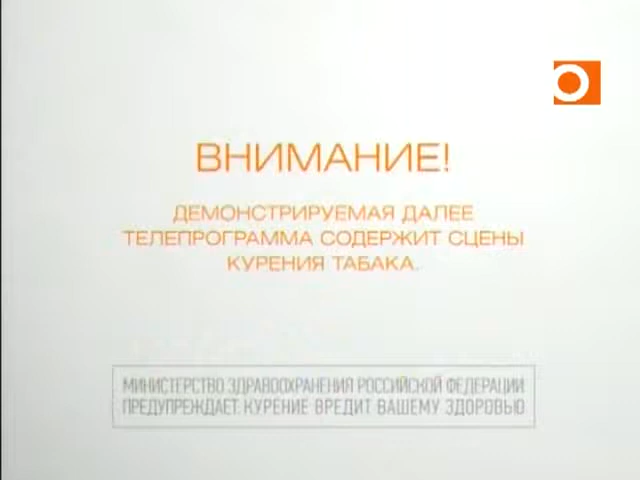 ВНИМАНИЕ!
ДЕМОНСТРИРУЕМАЯ ДАЛЕЕ
ТЕЛЕПРОГРАММА СОДЕРЖИТ СЦЕНЫ
КУРЕНИЯ ТАБАКА.
МИНИСТЕРСТВО ЗДРАВООХРАНЕНИЯ РОССИЙСКОЙ ФЕДЕРАЦИИ
ПРЕДУПРЕЖДАЕТ: КУРЕНИЕ ВРЕДИТ ВАШЕМУ ЗДОРОВЬЮ